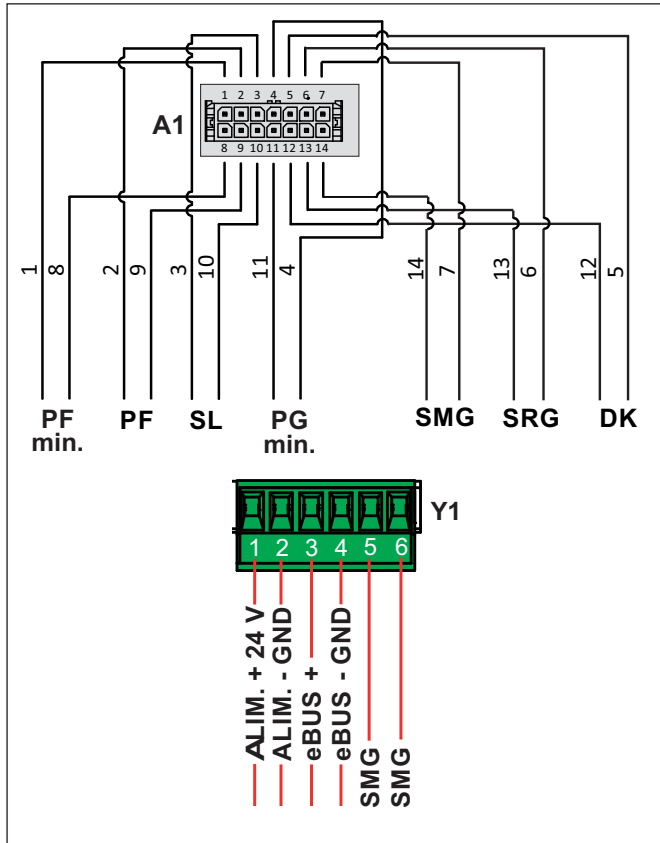 1 2 3 4 5 6 7
A1
8 9 10 11 12 13 14
1 8 2 9 3 10 11 4 14 7 13 6 12 5
PF min.
PF
SL
PG min.
SMG
SRG
DK
Y1
1 2 3 4 5 6
ALIM. + 24 V
ALIM. - GND
eBUS +
eBUS - GND
SMG
SMG